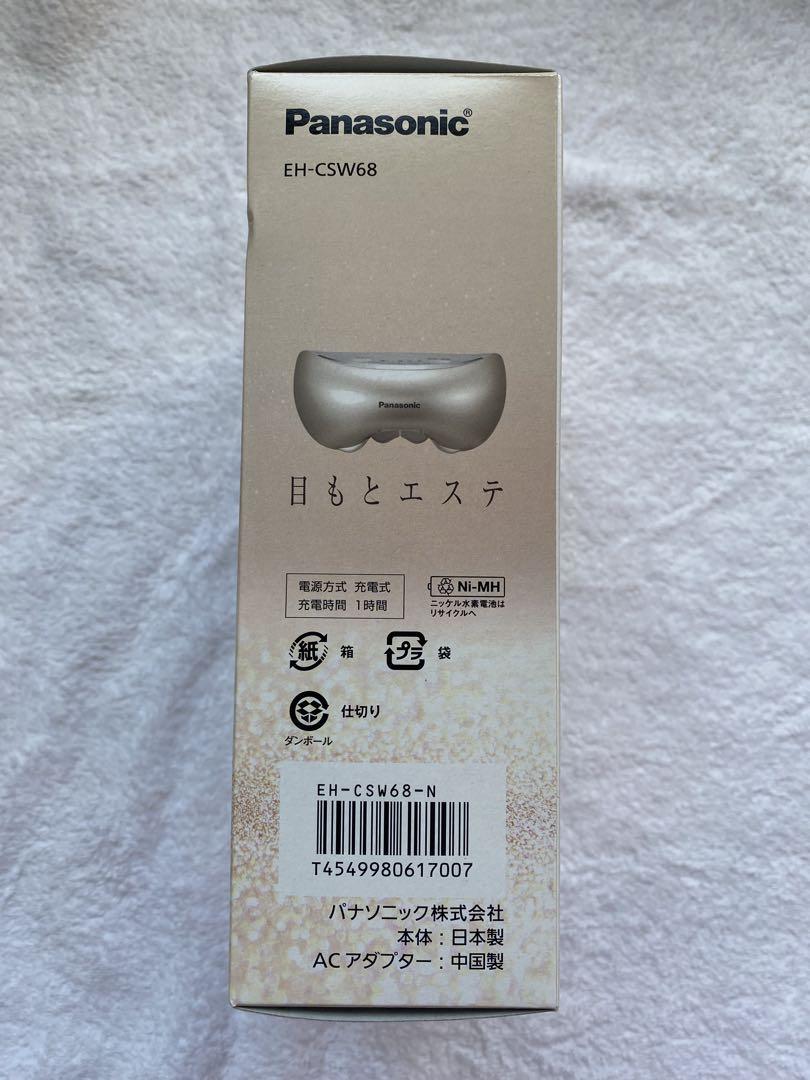 Panasonic®
EH-CSW68
Panasonic
目もとエステ
電源方式 充電式
充電時間 1時間
Ni-MH
ニッケル水素電池は
リサイクルへ
紙 箱
プラ 袋
仕切り
ダンボール
EH-CSW68-N
T4549980617007
パナソニック株式会社
本体:日本製
ACアダプター:中国製